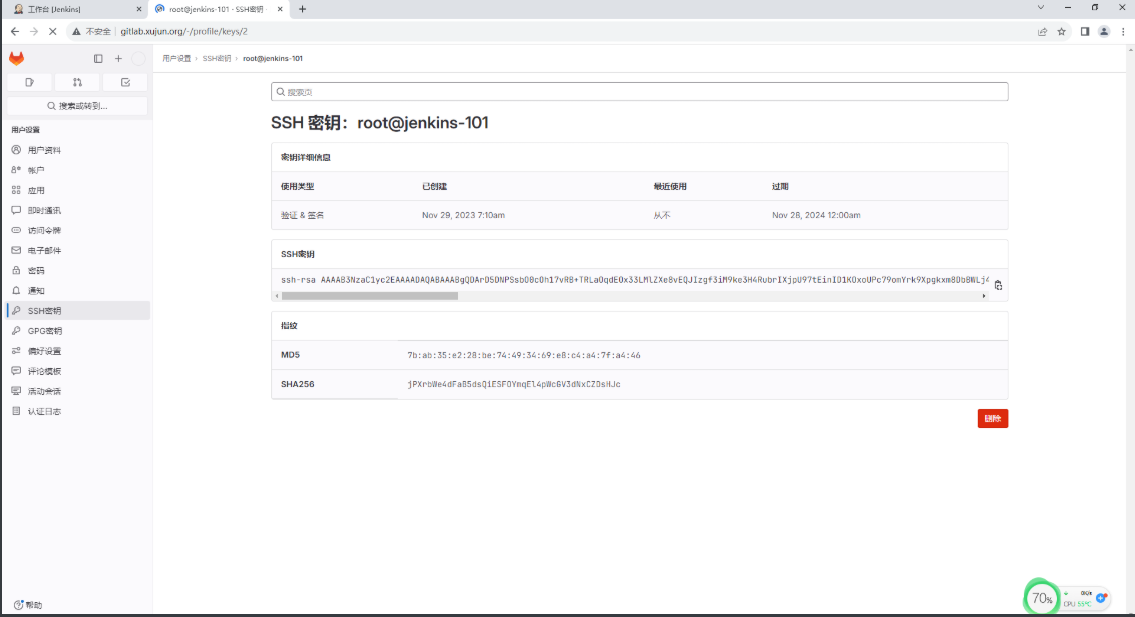 工作台 [Jenkins]
root@jenkins-101 - SSH密钥
不安全 gitlab.xujun.org/-/profile/keys/2
用户设置 › SSH密钥 › root@jenkins-101
搜索或转到...
用户设置
用户资料
帐户
应用
即时通讯
访问令牌
电子邮件
密码
通知
SSH密钥
GPG密钥
偏好设置
评论模板
活动会话
认证日志
帮助
搜索页
SSH 密钥：root@jenkins-101
密钥详细信息
使用类型 已创建 最近使用 过期
验证 & 签名 Nov 29, 2023 7:10am 从不 Nov 28, 2024 12:00am
SSH密钥
ssh-rsa
指纹
MD5 7b:ab:35:e2:28:be:74:49:34:69:e8:c4:a4:7f:a4:46
SHA256
删除
70%
CPU 55℃